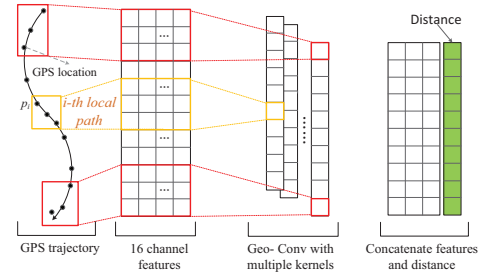 Distance
...
GPS location
p_i
i-th local
path
...
......
...
GPS trajectory
16 channel
features
Geo- Conv with
multiple kernels
Concatenate features
and distance